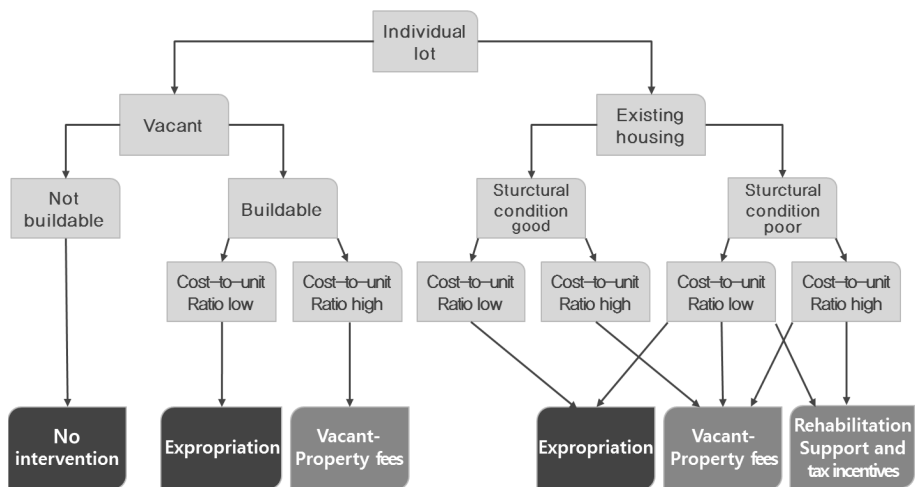 Individual
lot
Vacant
Existing
housing
Not
buildable
Buildable
Sturctural
condition
good
Sturctural
condition
poor
Cost-to-unit
Ratio low
Cost-to-unit
Ratio high
Cost-to-unit
Ratio low
Cost-to-unit
Ratio high
Cost-to-unit
Ratio low
Cost-to-unit
Ratio high
No
intervention
Expropriation
Vacant-
Property fees
Expropriation
Vacant-
Property fees
Rehabilitation
Support and
tax incentives